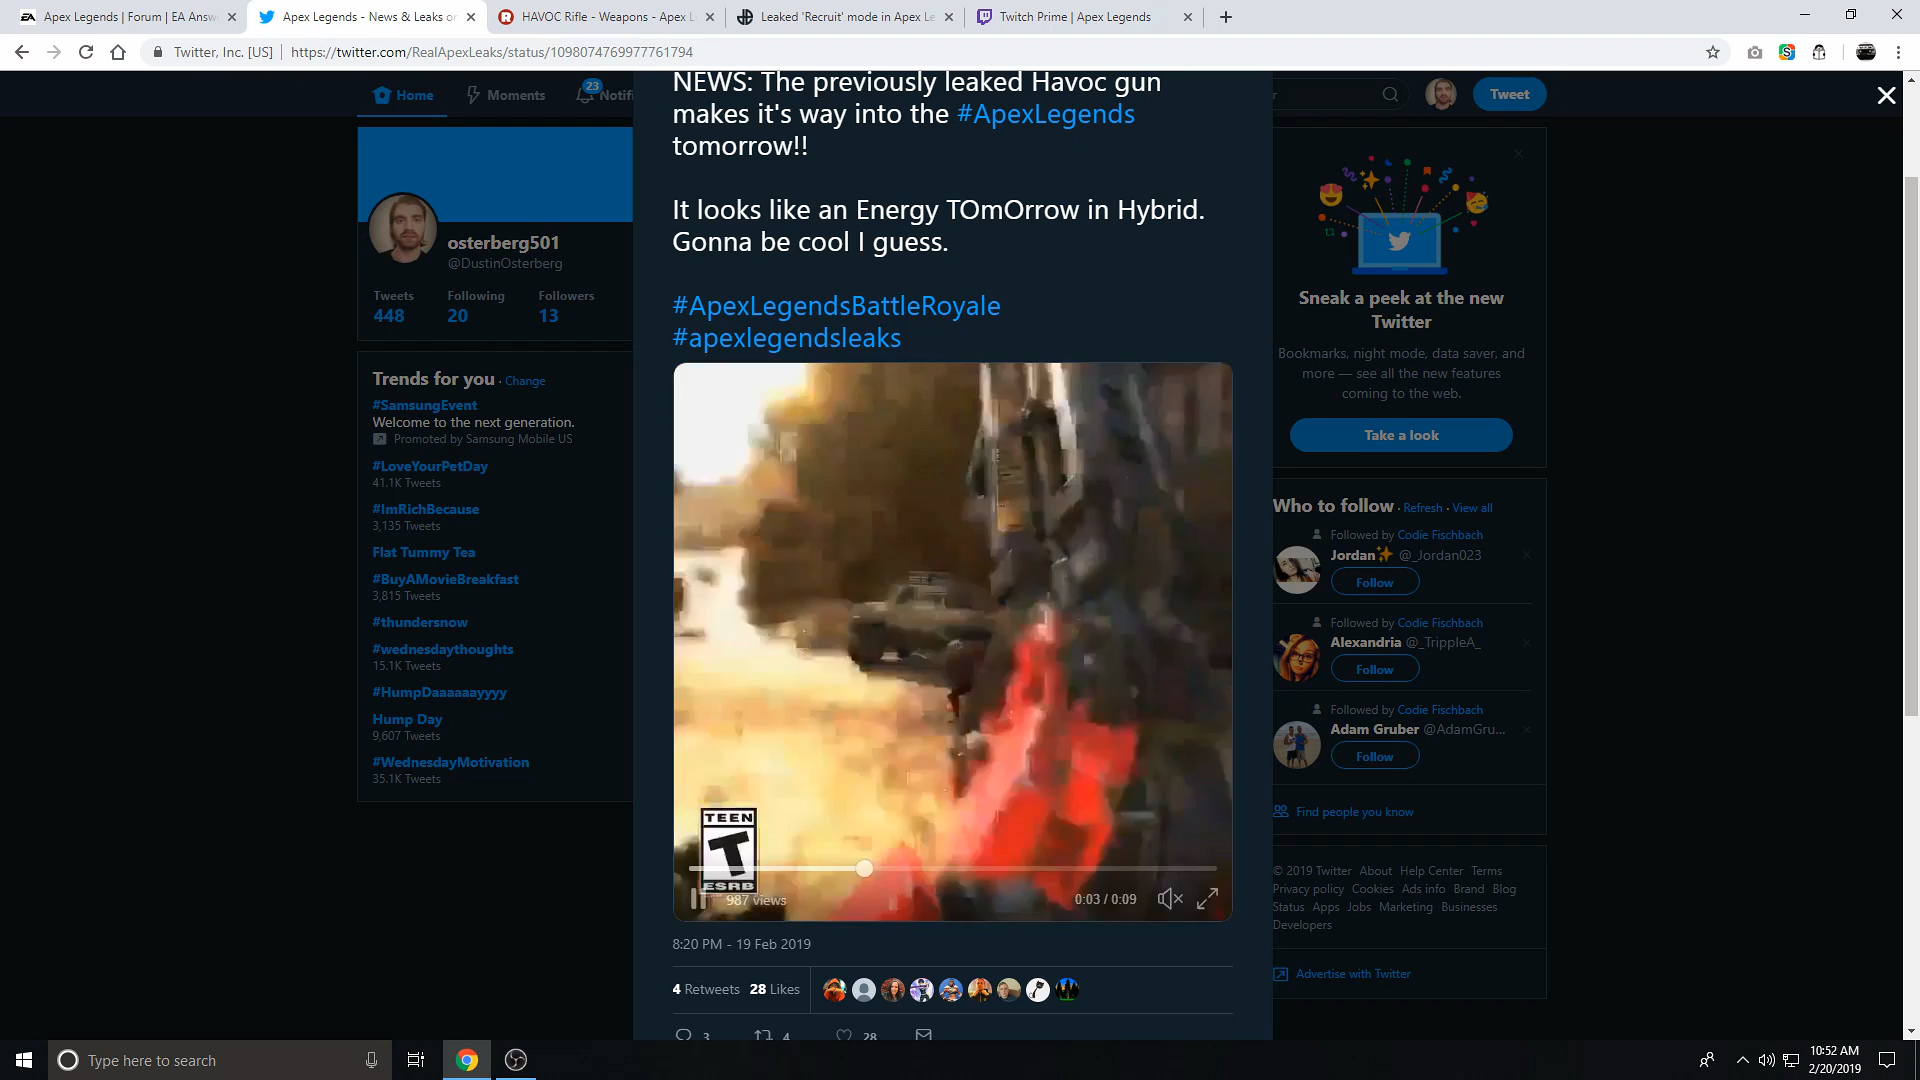 Apex Legends | Forum | EA Answ
Apex Legends - News & Leaks on
HAVOC Rifle - Weapons - Apex L
Leaked 'Recruit' mode in Apex Le
Twitch Prime | Apex Legends
Twitter, Inc. [US]
https://twitter.com/RealApexLeaks/status/1098074769977761794
Home
Moments
23
Notifi
Tweet
osterberg501
@DustinOsterberg
Tweets Following Followers
448 20 13
Trends for you · Change
#SamsungEvent
Welcome to the next generation.
Promoted by Samsung Mobile US
#LoveYourPetDay
41.1K Tweets
#ImRichBecause
3,135 Tweets
Flat Tummy Tea
#BuyAMovieBreakfast
3,815 Tweets
#thundersnow
#wednesdaythoughts
15.1K Tweets
#HumpDaaaaaayyyy
Hump Day
9,607 Tweets
#WednesdayMotivation
35.1K Tweets
NEWS: The previously leaked Havoc gun
makes it's way into the #ApexLegends
tomorrow!!
It looks like an Energy TOmOrrow in Hybrid.
Gonna be cool I guess.
#ApexLegendsBattleRoyale
#apexlegendsleaks
TEEN
T
ESRB
987 views
0:03 / 0:09
8:20 PM - 19 Feb 2019
4 Retweets 28 Likes
3 4 28
Sneak a peek at the new
Twitter
Bookmarks, night mode, data saver, and
more — see all the new features
coming to the web.
Take a look
Who to follow · Refresh · View all
Followed by Codie Fischbach
Jordan✨ @_Jordan023
Follow
Followed by Codie Fischbach
Alexandria @_TrippleA_
Follow
Followed by Codie Fischbach
Adam Gruber @AdamGru...
Follow
Find people you know
© 2019 Twitter About Help Center Terms
Privacy policy Cookies Ads info Brand Blog
Status Apps Jobs Marketing Businesses
Developers
Advertise with Twitter
Type here to search
10:52 AM
2/20/2019